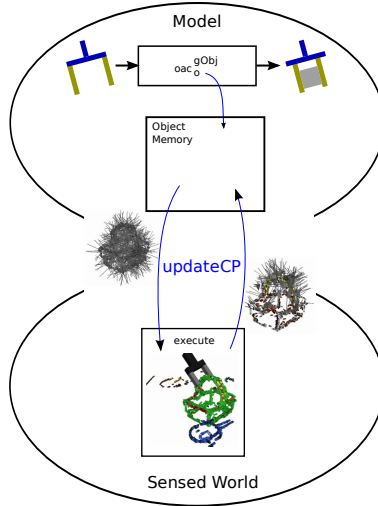 Model
oac gObj
o
Object
Memory
updateCP
execute
Sensed World